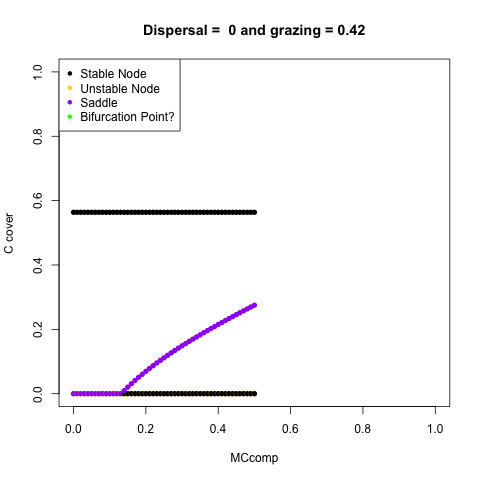 Dispersal =  0 and grazing = 0.42
Stable Node
Unstable Node
Saddle
Bifurcation Point?
1.0
0.8
0.6
0.4
0.2
0.0
C cover
0.0 0.2 0.4 0.6 0.8 1.0
MCcomp